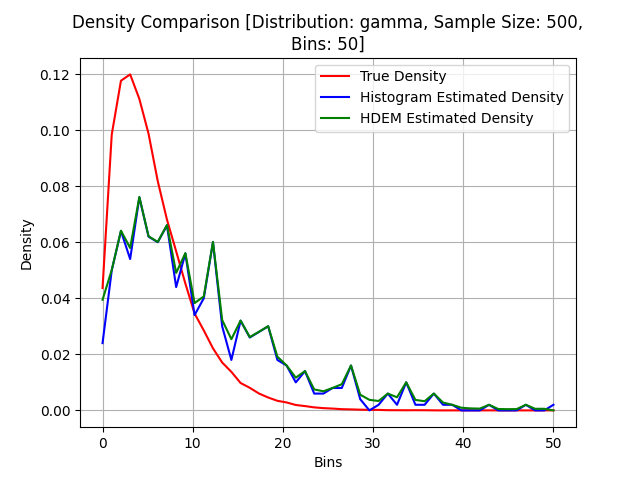 Density Comparison [Distribution: gamma, Sample Size: 500,
Bins: 50]
True Density
Histogram Estimated Density
HDEM Estimated Density
Density
0.12
0.10
0.08
0.06
0.04
0.02
0.00
0
10
20
30
40
50
Bins